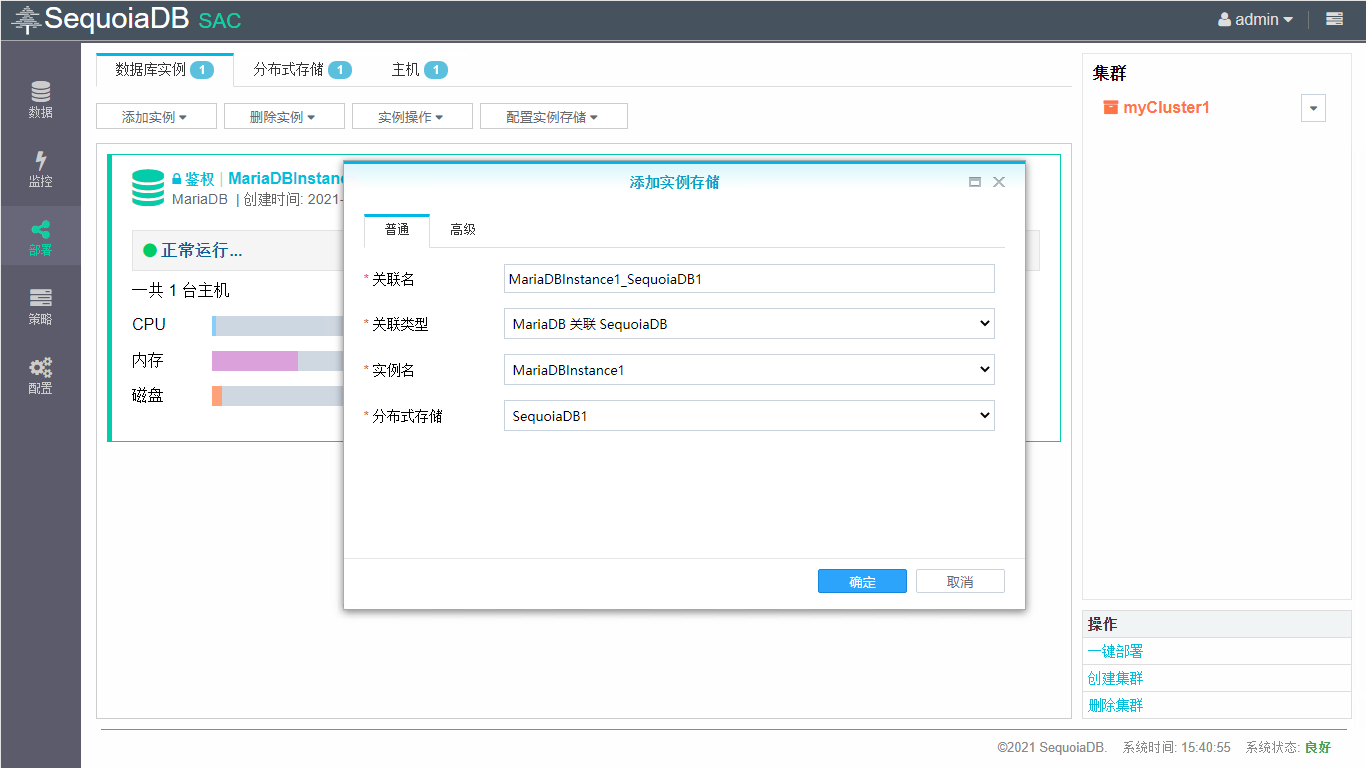 SequoiaDB SAC
admin
数据
监控
部署
策略
配置
数据库实例 1
分布式存储 1
主机 1
添加实例
删除实例
实例操作
配置实例存储
鉴权 | MariaDBInstanc
MariaDB | 创建时间: 2021-
正常运行...
一共 1 台主机
CPU
内存
磁盘
添加实例存储
普通
高级
* 关联名
MariaDBInstance1_SequoiaDB1
* 关联类型
MariaDB 关联 SequoiaDB
* 实例名
MariaDBInstance1
* 分布式存储
SequoiaDB1
确定
取消
集群
myCluster1
操作
一键部署
创建集群
删除集群
©2021 SequoiaDB. 系统时间: 15:40:55 系统状态: 良好